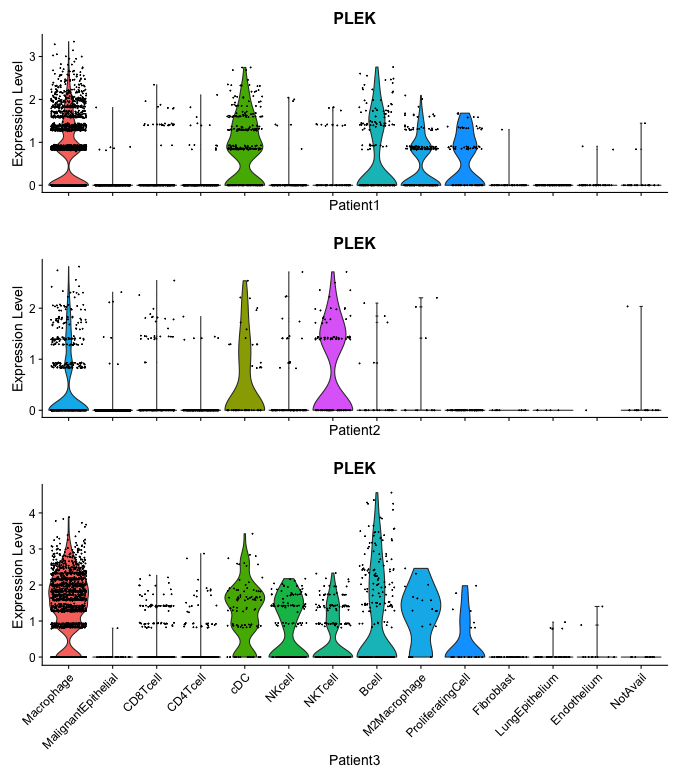 PLEK
Expression Level
3
2
1
0
Patient1
PLEK
Expression Level
2
1
0
Patient2
PLEK
Expression Level
4
3
2
1
0
Macrophage
MalignantEpithelial
CD8Tcell
CD4Tcell
cDC
NKcell
NKTcell
Bcell
M2Macrophage
ProliferatingCell
Fibroblast
LungEpithelium
Endothelium
NotAvail
Patient3